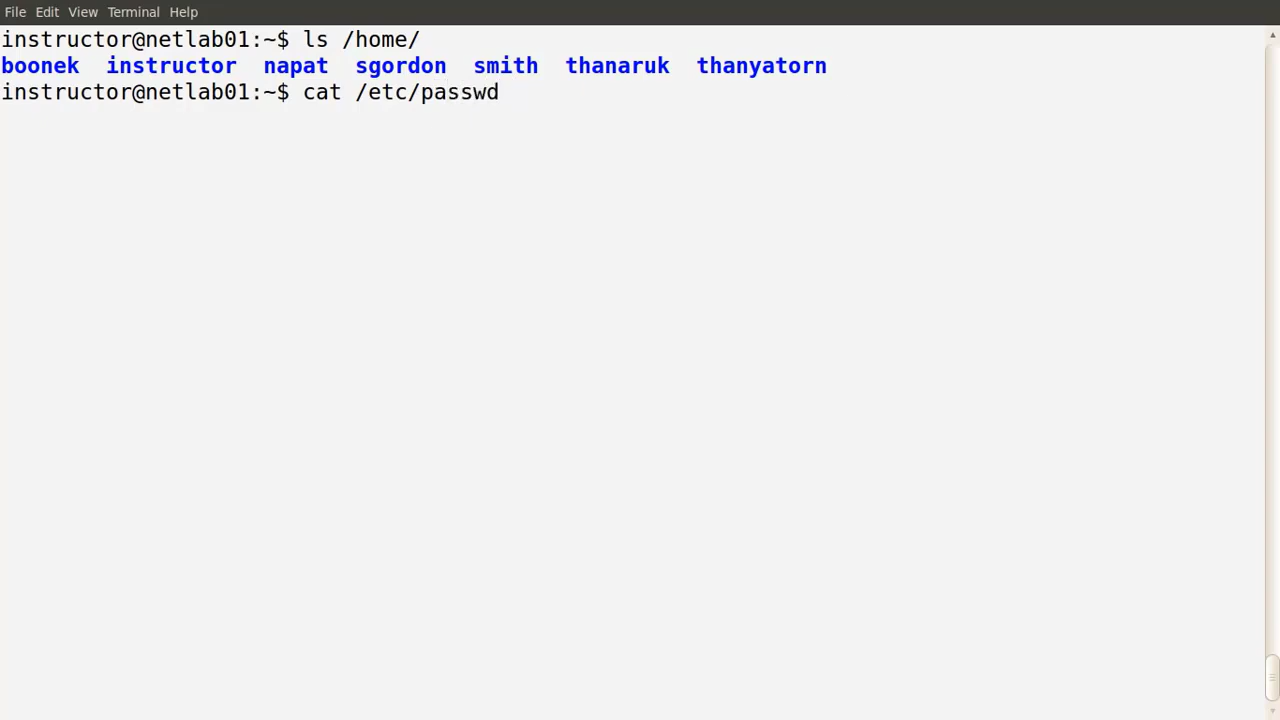 File Edit View Terminal Help
instructor@netlab01:~$ ls /home/
boonek  instructor  napat  sgordon  smith  thanaruk  thanyatorn
instructor@netlab01:~$ cat /etc/passwd